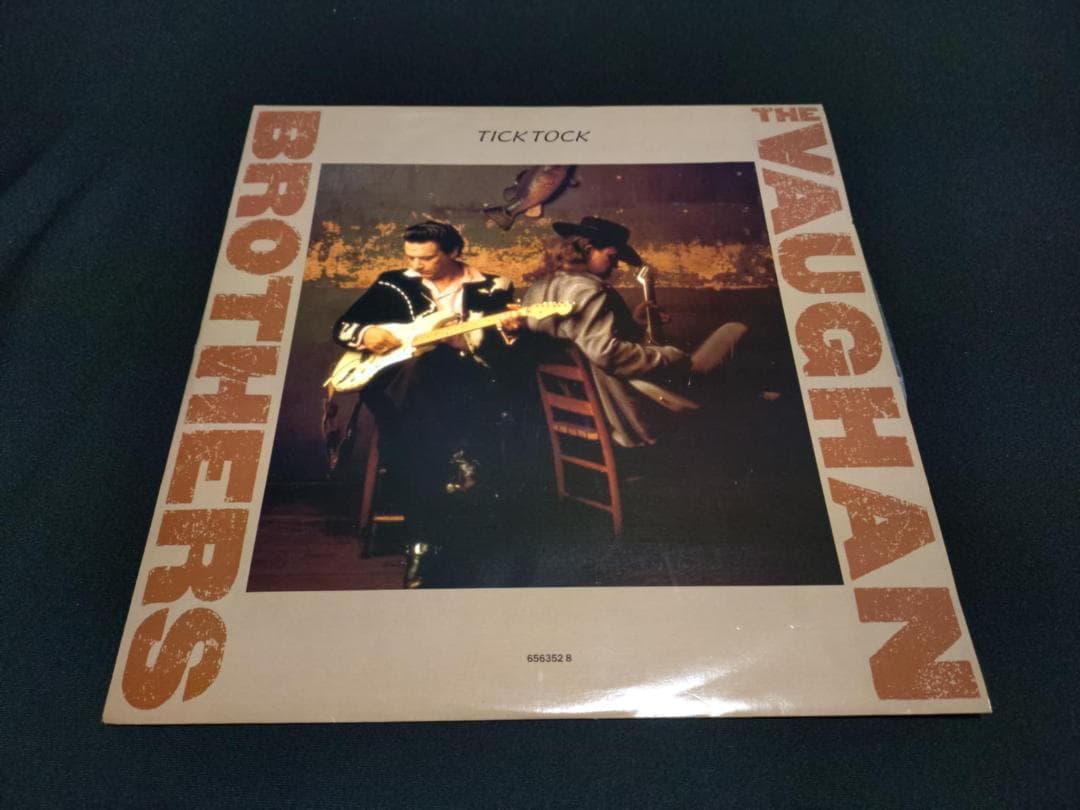 TICK TOCK
THE VAUGHAN
BROTHERS
656352 8